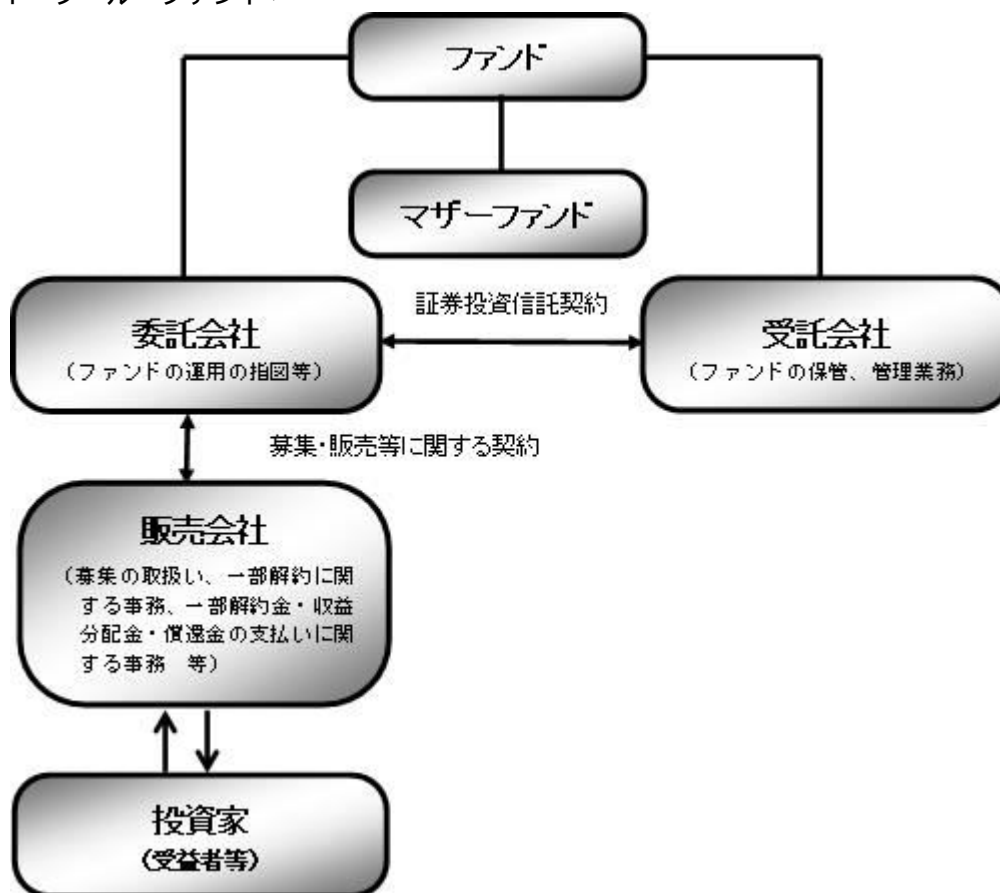 ファンド
マザーファンド
証券投資信託契約
委託会社
（ファンドの運用の指図等）
受託会社
（ファンドの保管、管理業務）
募集・販売等に関する契約
販売会社
（募集の取扱い、一部解約に関
する事務、一部解約金・収益
分配金・償還金の支払いに関
する事務　等）
投資家
（受益者等）